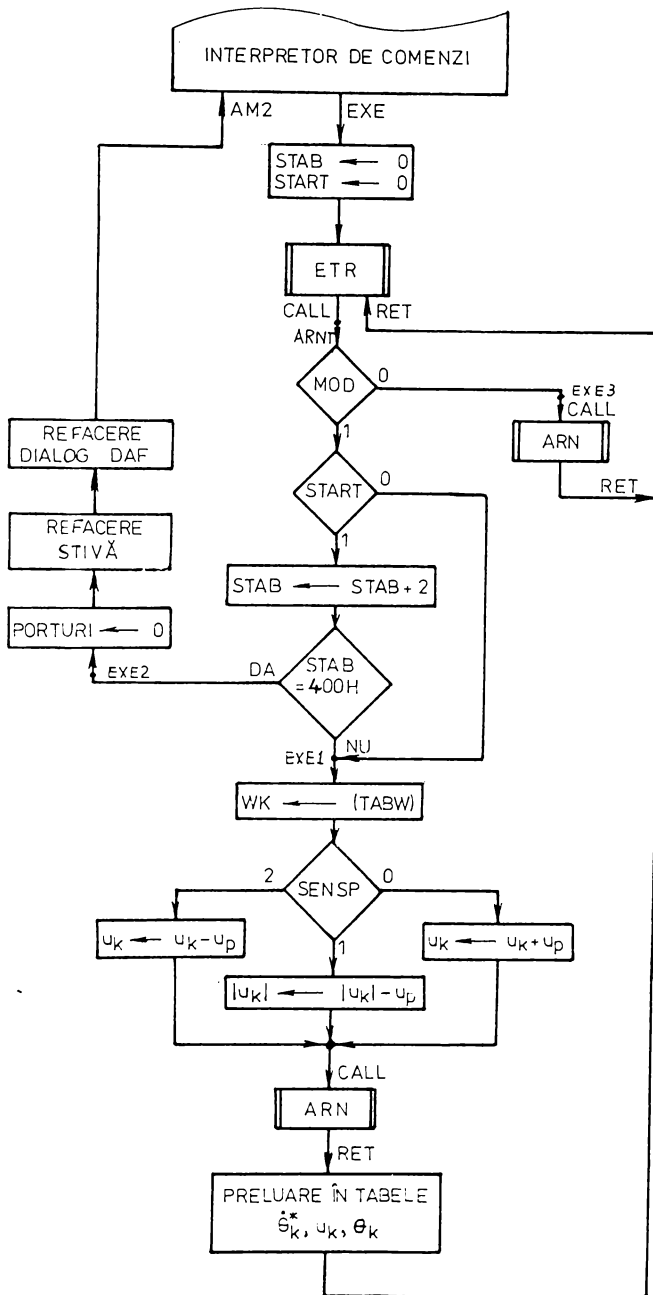 INTERPRETOR DE COMENZI
AM2
EXE
STAB ← 0
START ← 0
ETR
CALL
RET
ARNT
MOD
0
EXE3
CALL
1
ARN
RET
REFACERE
DIALOG DAF
START
0
1
REFACERE
STIVĂ
STAB ← STAB+2
PORTURI ← 0
EXE2
DA
STAB
=400H
NU
EXE1
WK ← (TABW)
2
SENSP
0
1
uk ← uk-up
uk ← uk+up
|uk| ← |uk|-up
CALL
ARN
RET
PRELUARE ÎN TABELE
Ṡ*k, uk, θk